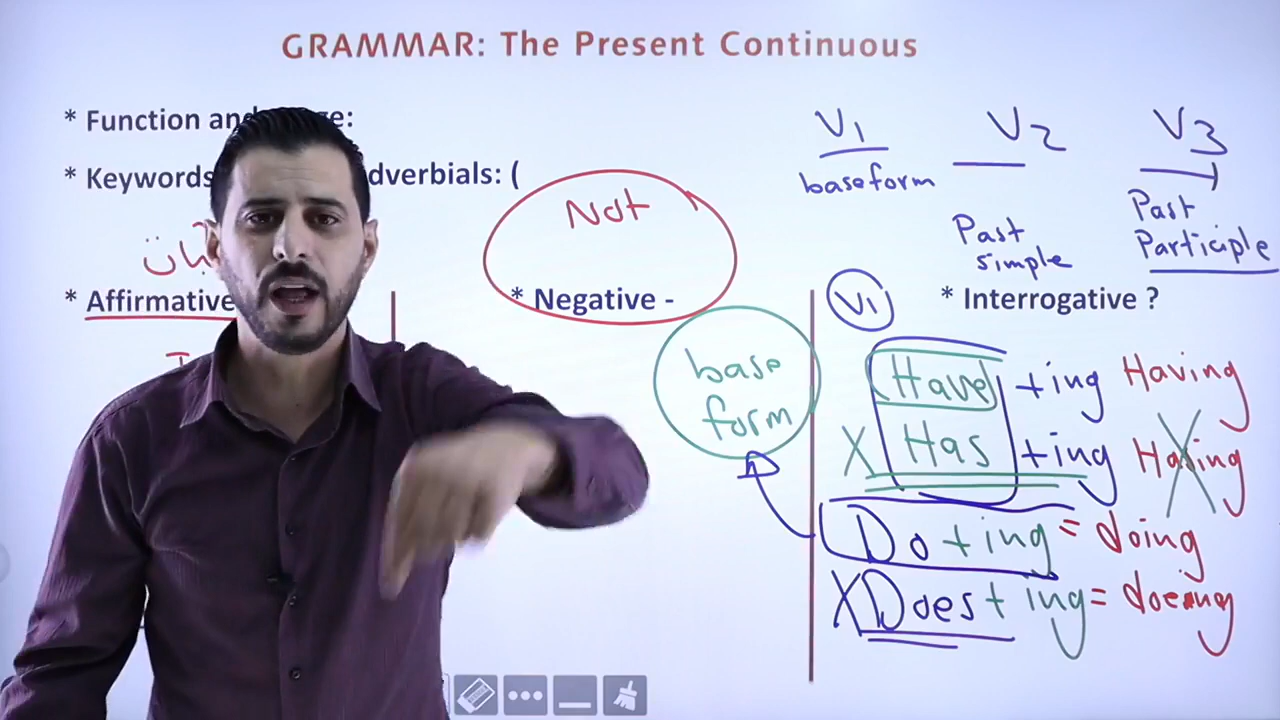 GRAMMAR: The Present Continuous
* Function and
e:
* Keywords
dverbials: (
* Affirmative
Not
* Negative -
base
form
V1
baseform
V2
Past
simple
V3
Past
Participle
V1
* Interrogative ?
Have +ing Having
X Has +ing Hasing
Do + ing = doing
X Does + ing = doesing